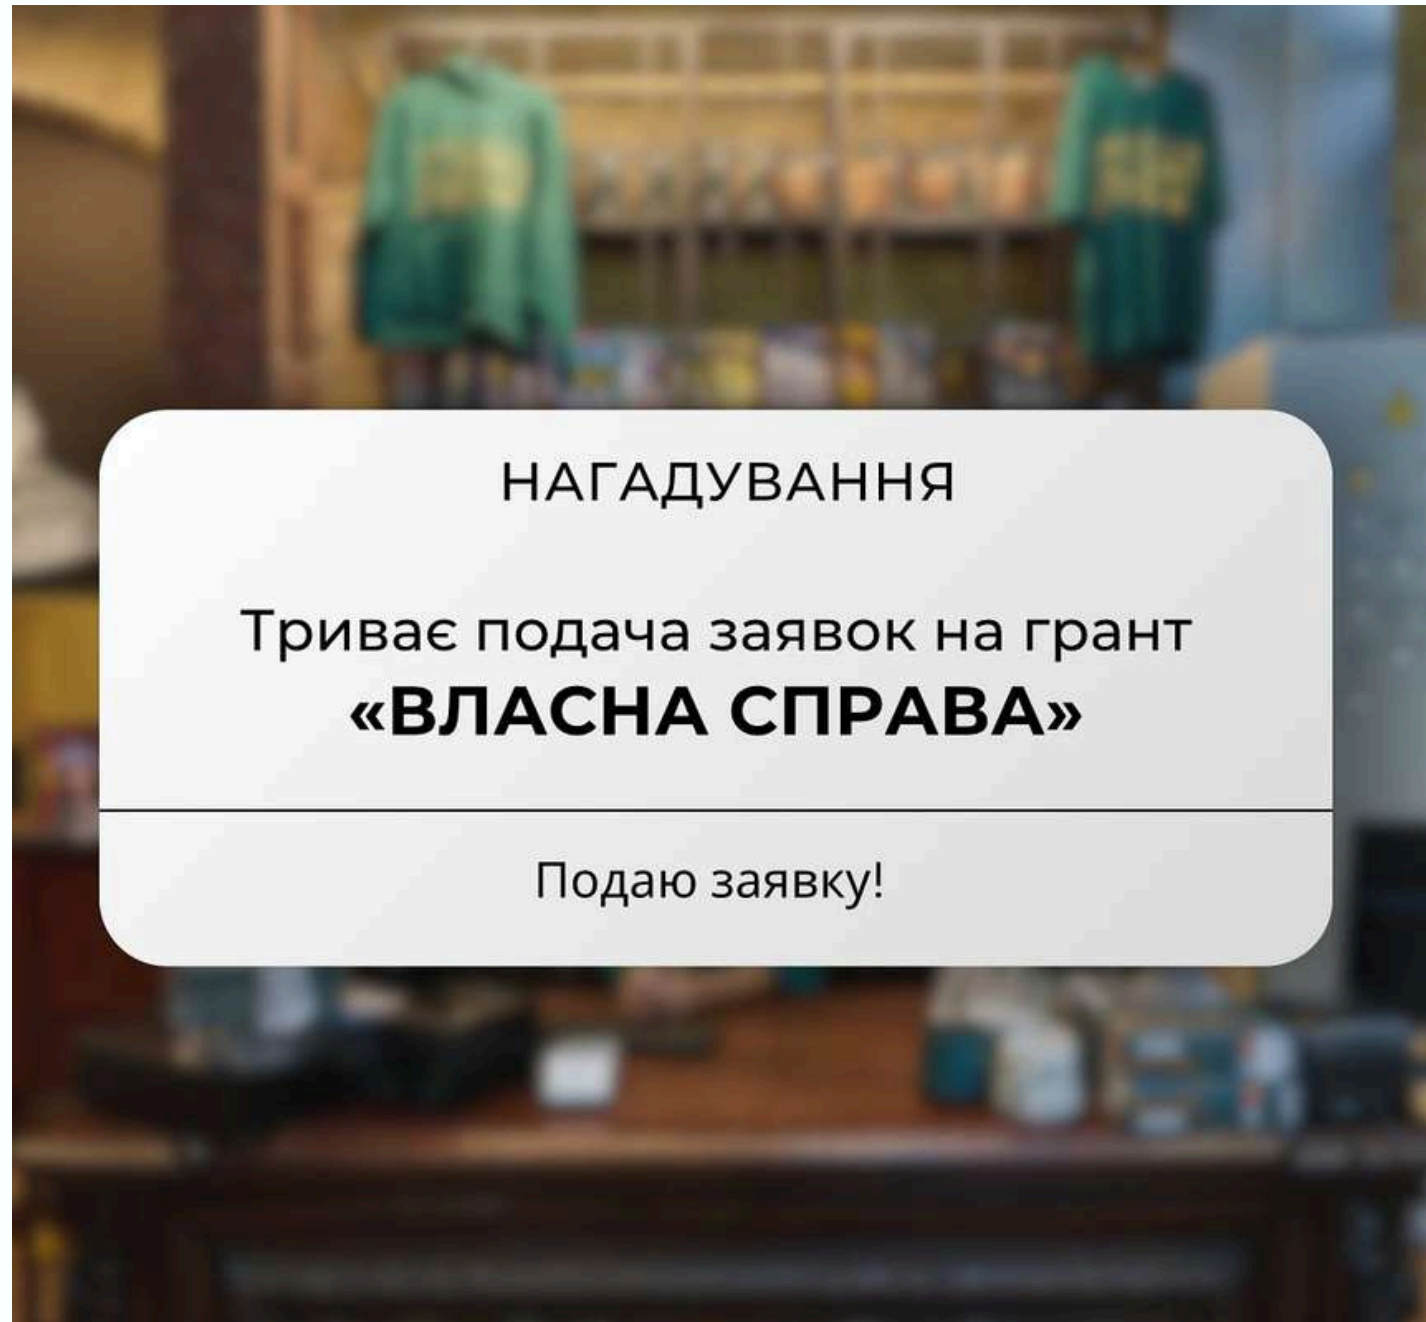 НАГАДУВАННЯ
Триває подача заявок на грант
«ВЛАСНА СПРАВА»
Подаю заявку!